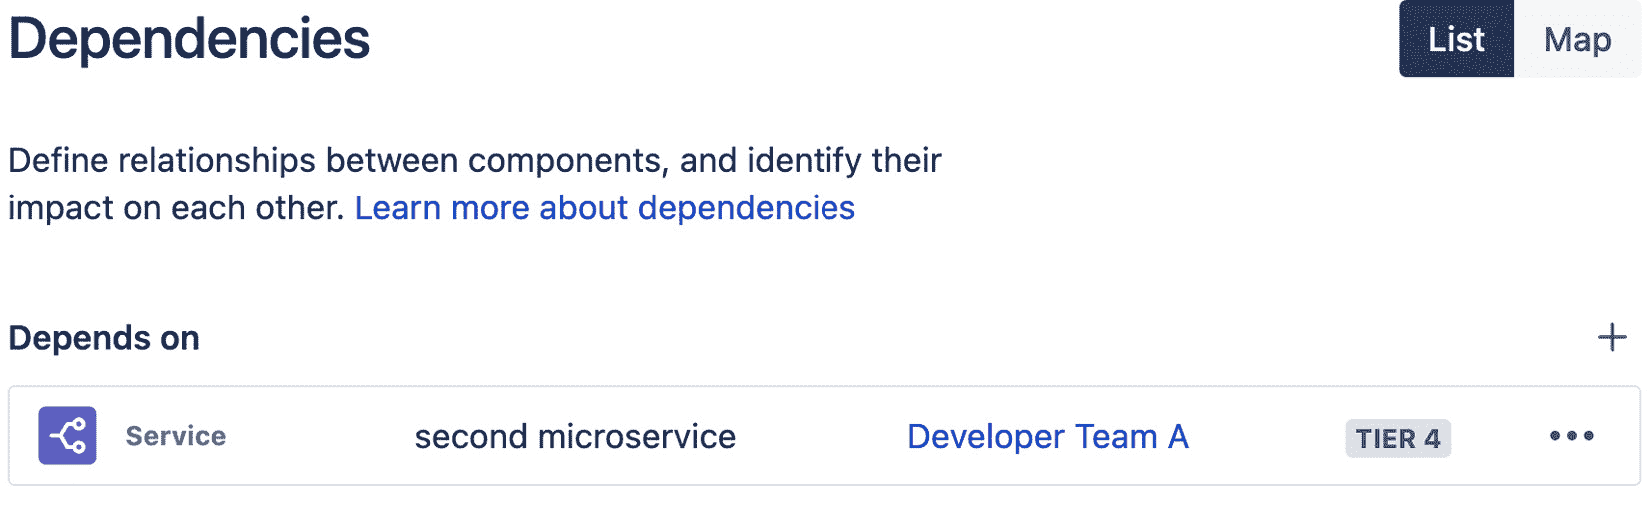 Dependencies
List Map
Define relationships between components, and identify their
impact on each other. Learn more about dependencies
Depends on
Service second microservice Developer Team A TIER 4